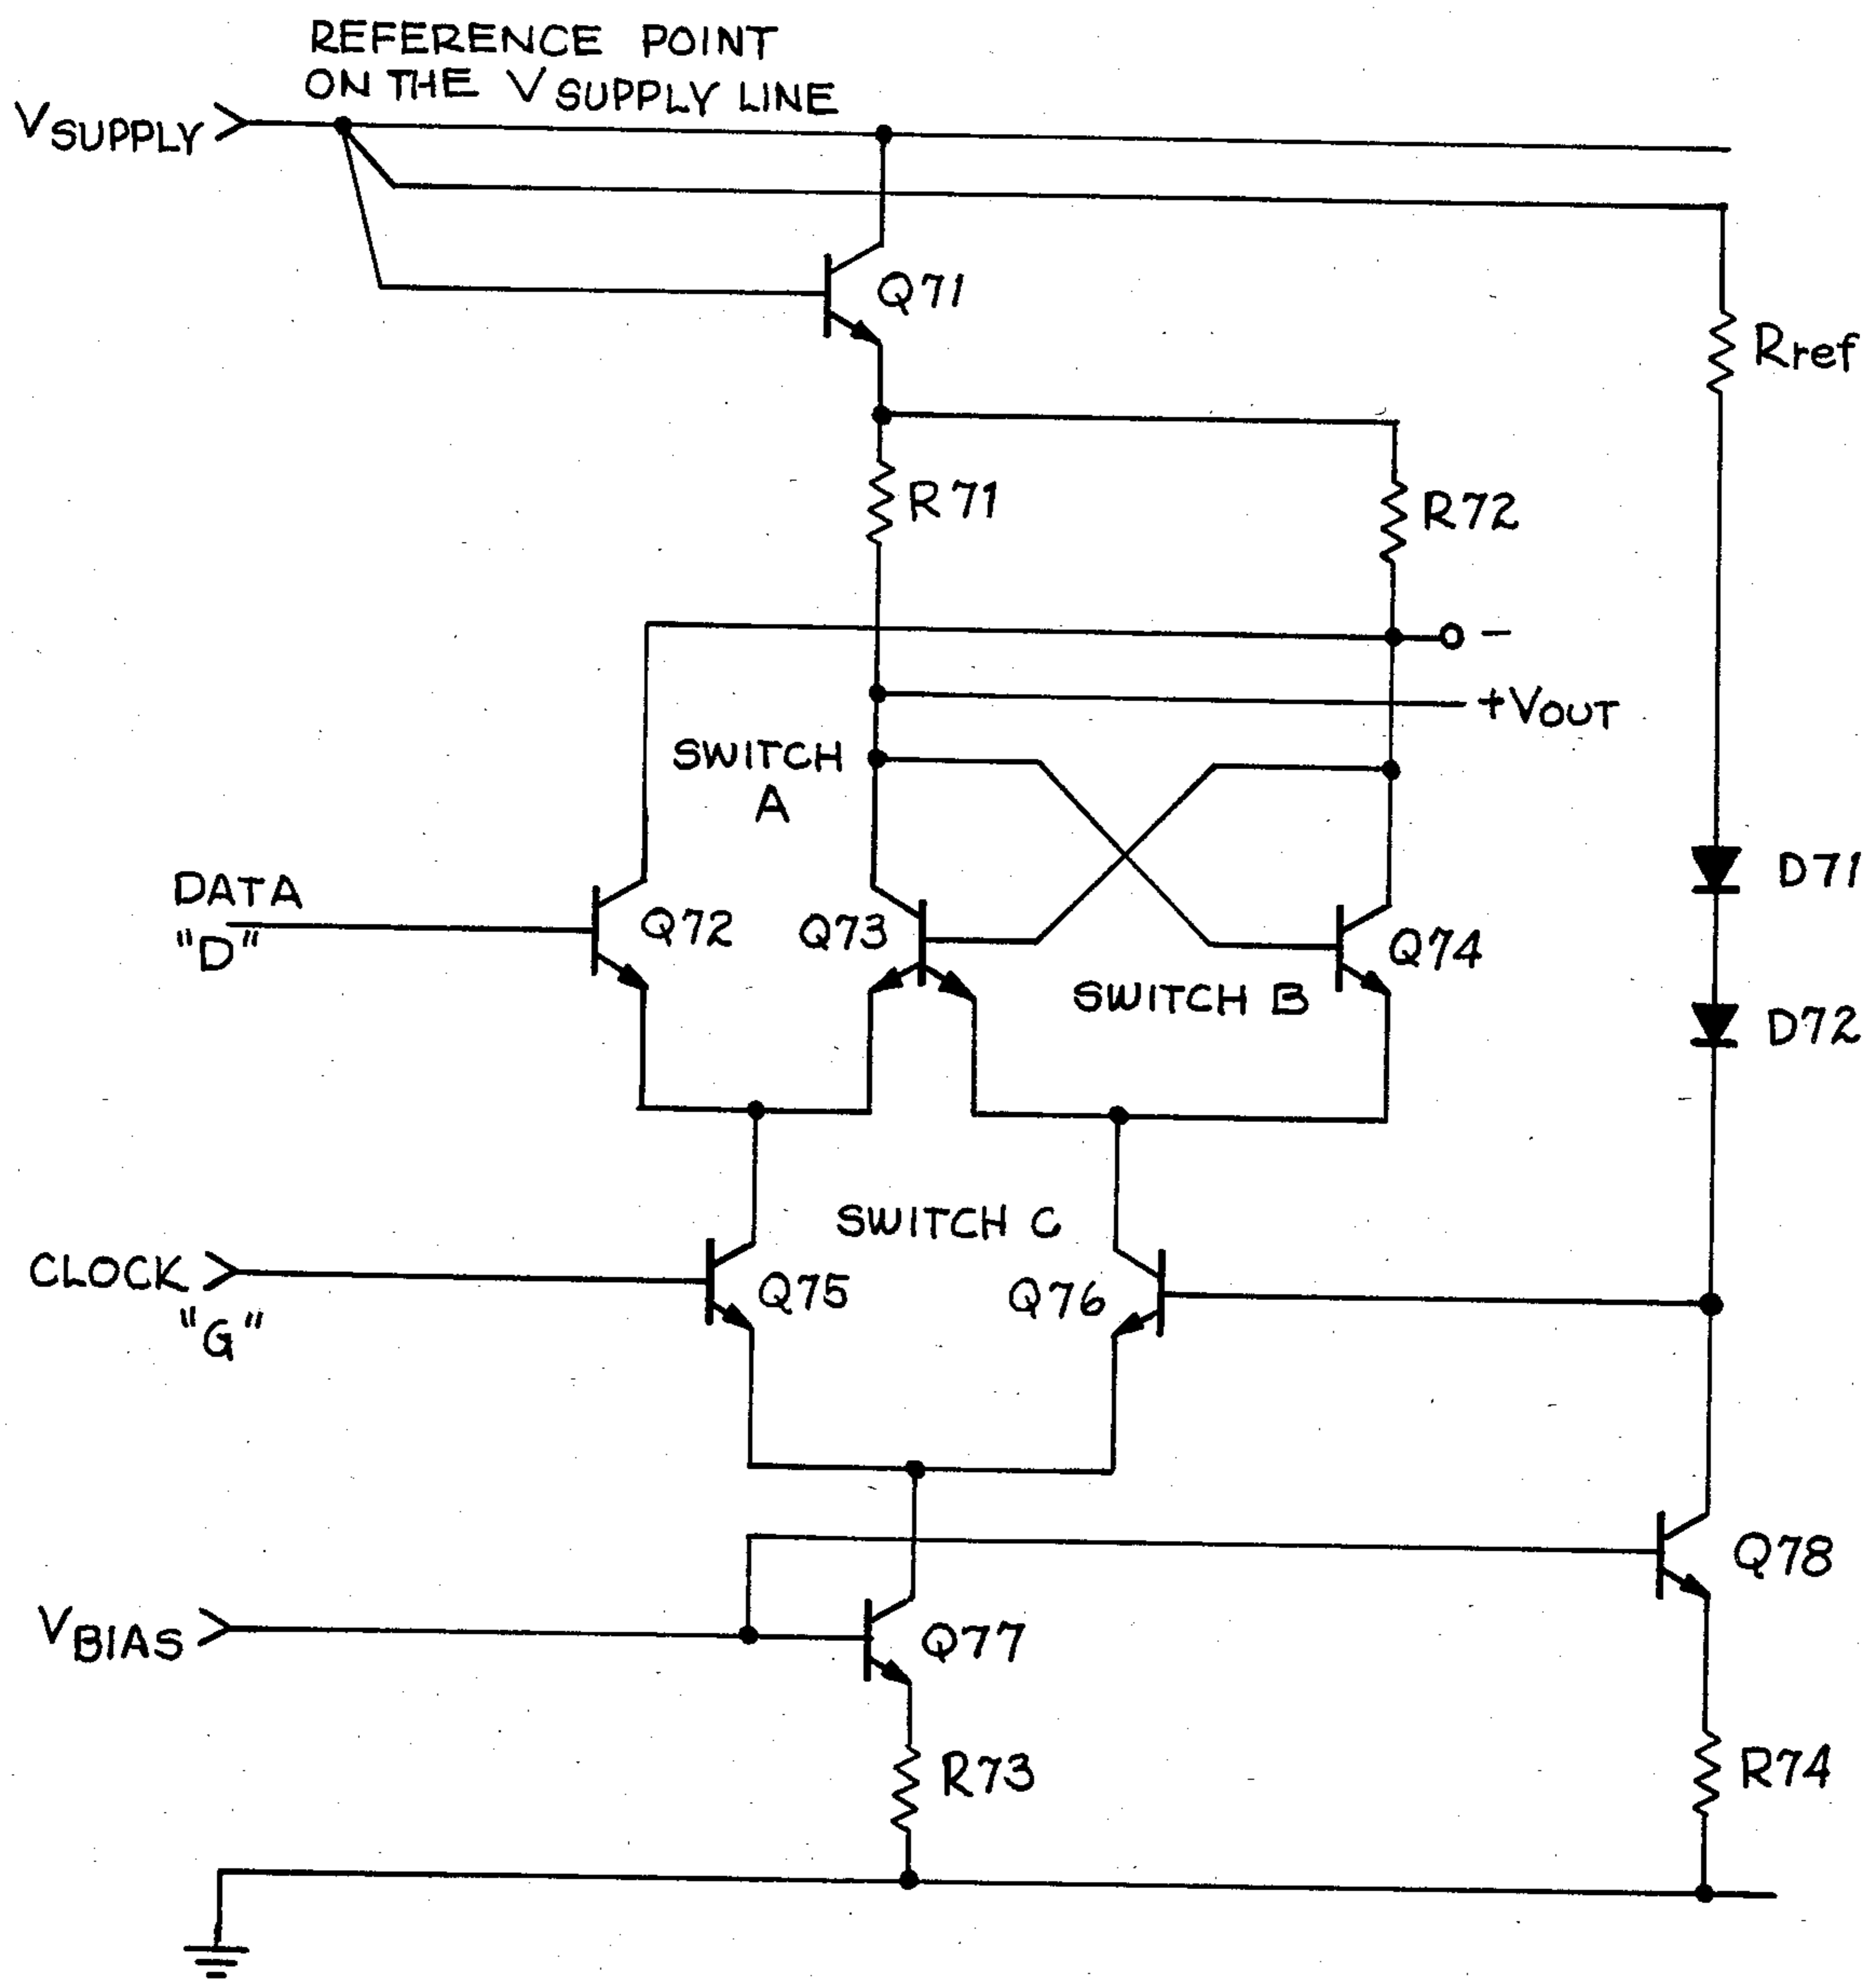 REFERENCE POINT
ON THE VSUPPLY LINE
VSUPPLY
Q71
Rref
R71
R72
−
+VOUT
SWITCH
A
D71
DATA
"D"
Q72
Q73
Q74
SWITCH B
D72
SWITCH C
CLOCK
"G"
Q75
Q76
Q78
VBIAS
Q77
R73
R74